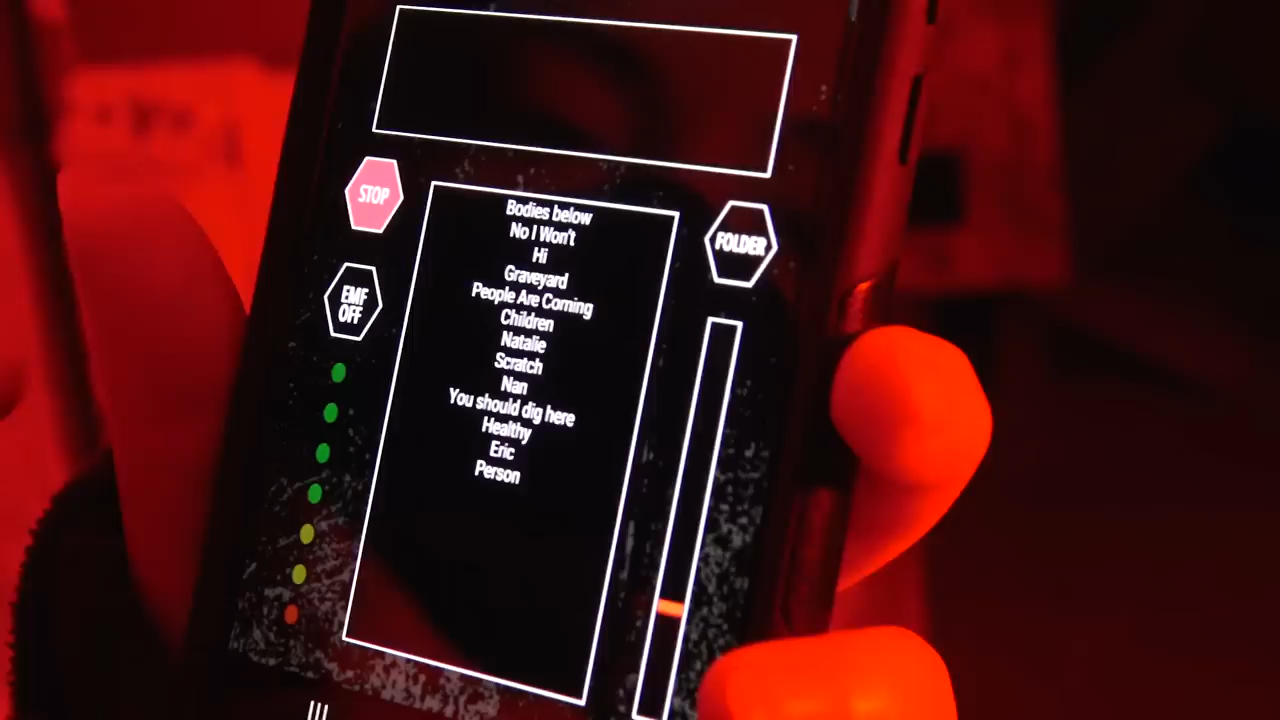 STOP
EMF
OFF
Bodies below
No I Won't
Hi
Graveyard
People Are Coming
Children
Natalie
Scratch
Nan
You should dig here
Healthy
Eric
Person
FOLDER